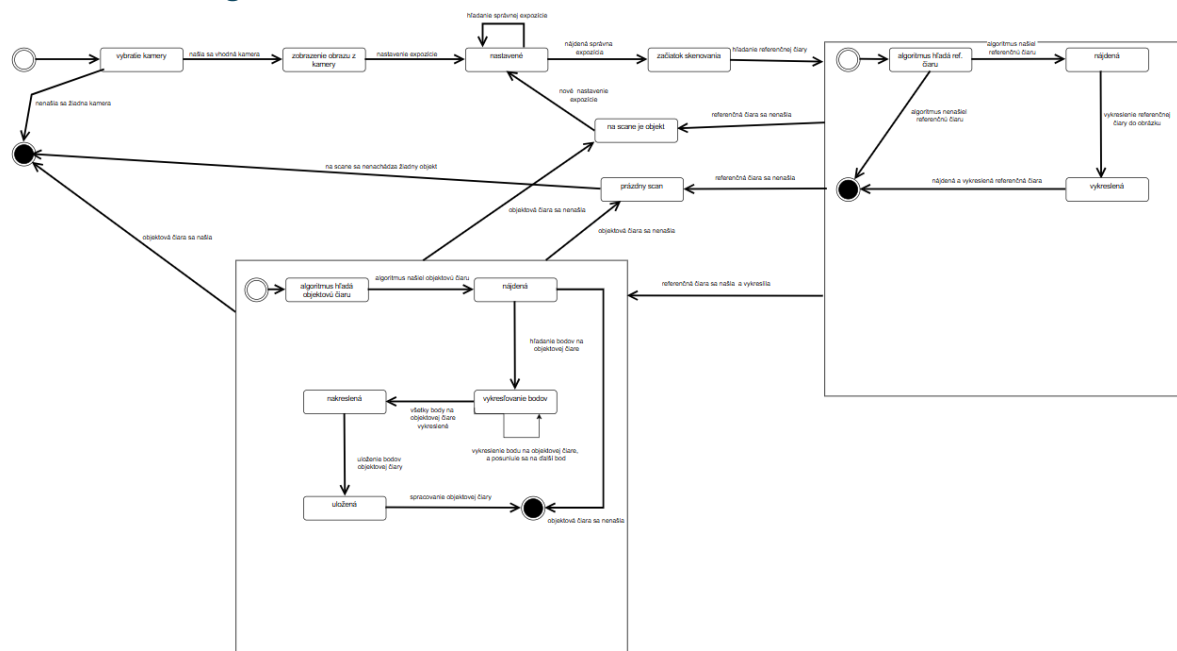 hľadanie správnej expozície
vybratie kamery
našla sa vhodná kamera
zobrazenie obrazu z
kamery
nastavenie expozície
nastavené
nájdená správna
expozícia
začiatok skenovania
hľadanie referenčnej čiary
algoritmus hľadá ref.
čiaru
algoritmus našiel
referenčnú čiaru
nájdená
nenašla sa žiadna kamera
nové nastavenie
expozície
na scane je objekt
referenčná čiara sa nenašla
algoritmus nenašiel
referenčnú čiaru
vykreslenie referenčnej
čiary do obrázku
na scane sa nenachádza žiadny objekt
prázdny scan
referenčná čiara sa nenašla
nájdená a vykreslená referenčná čiara
vykreslená
objektová čiara sa nenašla
objektová čiara sa našla
objektová čiara sa nenašla
algoritmus hľadá
objektovú čiaru
algoritmus našiel objektovú čiaru
nájdená
referenčná čiara sa našla a vykreslila
hľadanie bodov na
objektovej čiare
nakreslená
všetky body na
objektovej čiare
vykreslená
vykresľovanie bodov
vykreslenie bodu na objektovej čiare,
a posunutie sa na ďalší bod
uloženie bodov
objektovej čiary
uložená
spracovanie objektovej čiary
objektová čiara sa nenašla